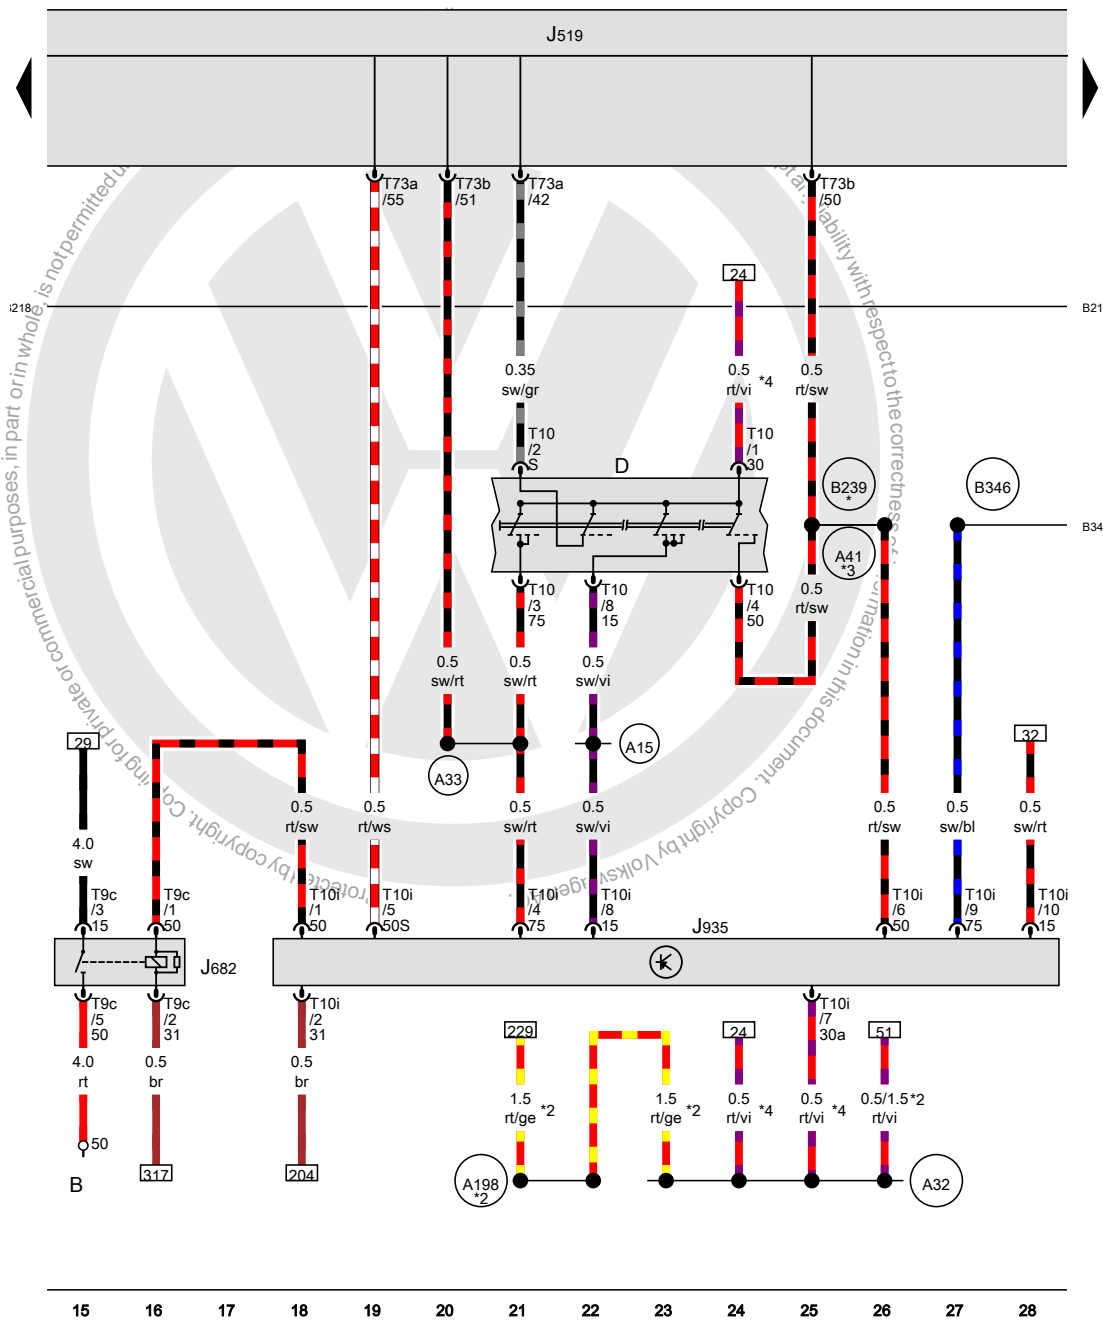 J519
T73a /55
T73b /51
T73a /42
T73b /50
24
B21
0.35 sw/gr
0.5 rt/vi *4
0.5 rt/sw
T10 /2 S
D
T10 /1 30
B239 *
B346
A41 *3
B34
T10 /3 75
T10 /8 15
T10 /4 50
0.5 rt/sw
0.5 sw/rt
0.5 sw/rt
0.5 sw/vi
29
A33
A15
32
4.0 sw
0.5 rt/sw
0.5 rt/ws
0.5 sw/rt
0.5 sw/vi
0.5 rt/sw
0.5 sw/bl
0.5 sw/rt
T9c /3 15
T9c /1 50
T10i /1 50
T10i /5 50S
T10i /4 75
T10i /8 15
J935
T10i /6 50
T10i /9 75
T10i /10 15
J682
T9c /5 50
T9c /2 31
T10i /2 31
T10i /7 30a
229
24
51
4.0 rt
0.5 br
0.5 br
1.5 rt/ge *2
1.5 rt/ge *2
0.5 rt/vi *4
0.5 rt/vi *4
0.5/1.5 *2 rt/vi
50
B
317
204
A198 *2
A32
15 16 17 18 19 20 21 22 23 24 25 26 27 28